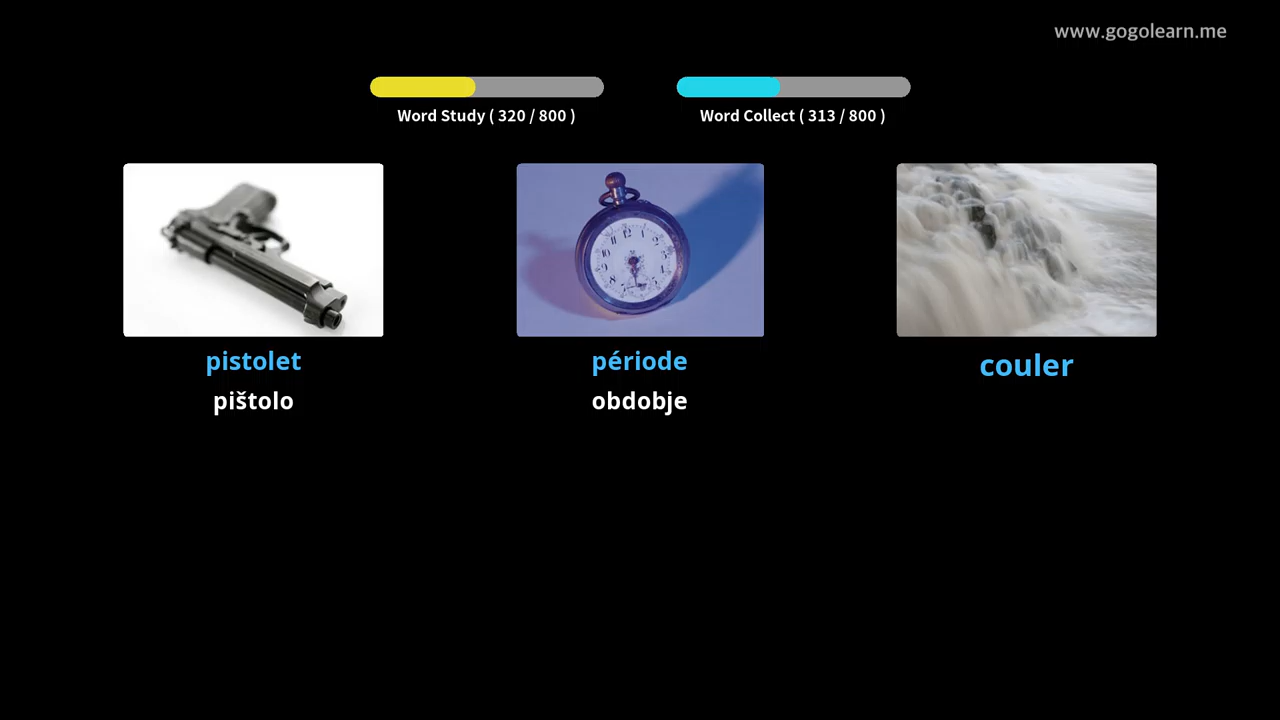 www.gogolearn.me
Word Study ( 320 / 800 )
Word Collect ( 313 / 800 )
pistolet
pištolo
période
obdobje
couler